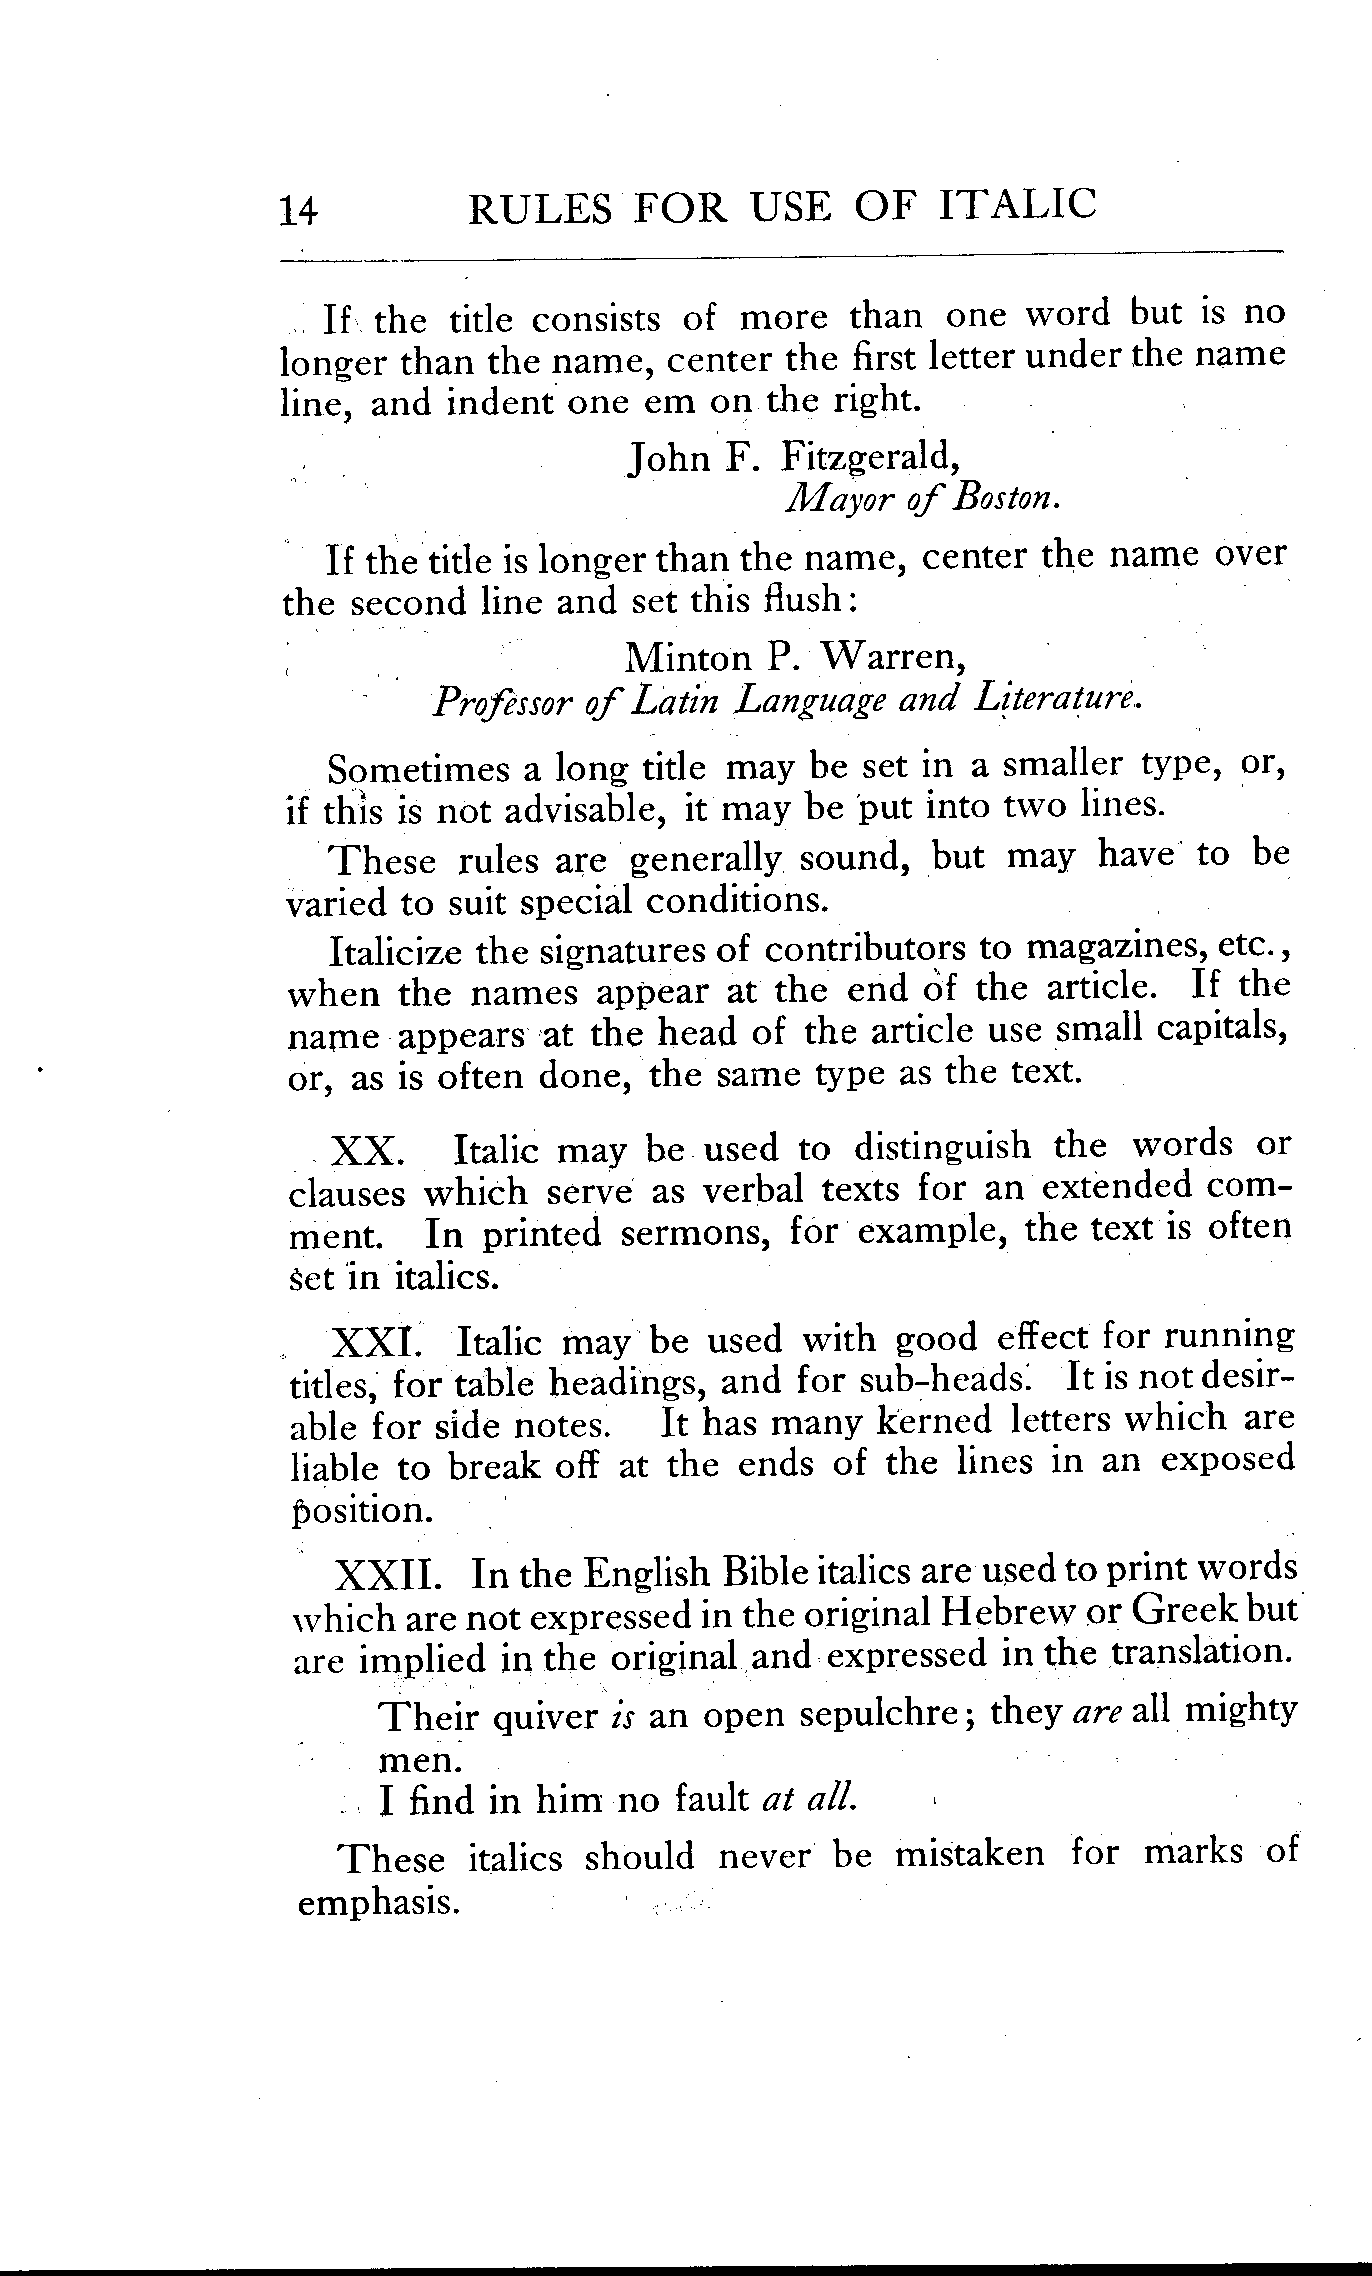 14 RULES FOR USE OF ITALIC
If the title consists of more than one word but is no
longer than the name, center the first letter under the name
line, and indent one em on the right.
John F. Fitzgerald,
Mayor of Boston.
If the title is longer than the name, center the name over
the second line and set this flush:
Minton P. Warren,
Professor of Latin Language and Literature.
Sometimes a long title may be set in a smaller type, or,
if this is not advisable, it may be put into two lines.
These rules are generally sound, but may have to be
varied to suit special conditions.
Italicize the signatures of contributors to magazines, etc.,
when the names appear at the end of the article. If the
name appears at the head of the article use small capitals,
or, as is often done, the same type as the text.
XX. Italic may be used to distinguish the words or
clauses which serve as verbal texts for an extended com-
ment. In printed sermons, for example, the text is often
set in italics.
XXI. Italic may be used with good effect for running
titles, for table headings, and for sub-heads. It is not desir-
able for side notes. It has many kerned letters which are
liable to break off at the ends of the lines in an exposed
position.
XXII. In the English Bible italics are used to print words
which are not expressed in the original Hebrew or Greek but
are implied in the original and expressed in the translation.
Their quiver is an open sepulchre; they are all mighty
men.
I find in him no fault at all.
These italics should never be mistaken for marks of
emphasis.